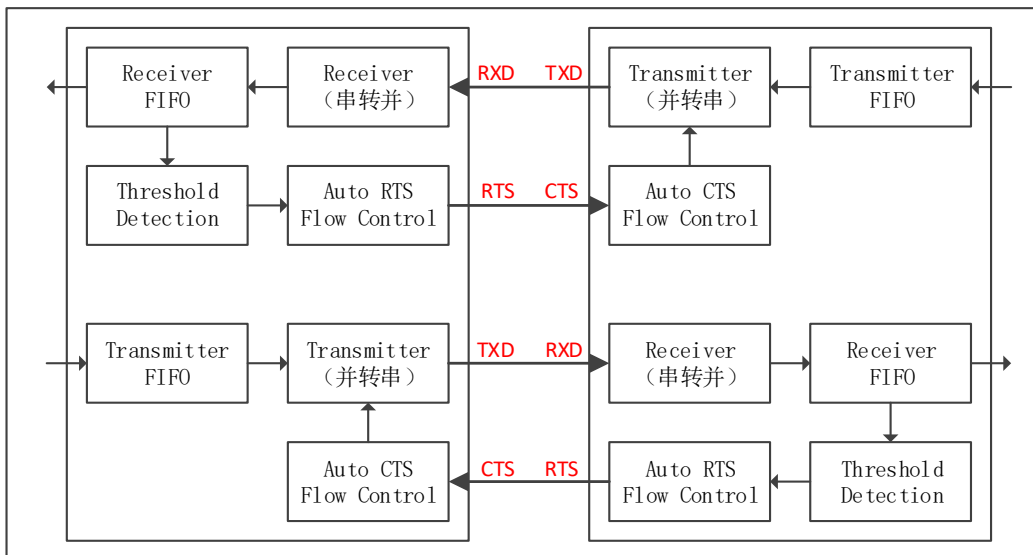 Receiver
FIFO
Receiver
（串转并）
RXD
TXD
Transmitter
（并转串）
Transmitter
FIFO
Threshold
Detection
Auto RTS
Flow Control
RTS
CTS
Auto CTS
Flow Control
Transmitter
FIFO
Transmitter
（并转串）
TXD
RXD
Receiver
（串转并）
Receiver
FIFO
Auto CTS
Flow Control
CTS
RTS
Auto RTS
Flow Control
Threshold
Detection